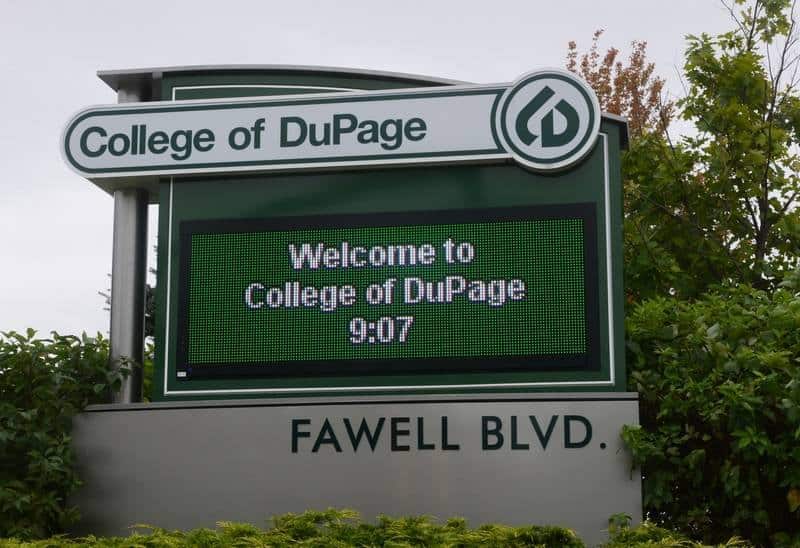 College of DuPage
Welcome to
College of DuPage
9:07
FAWELL BLVD.